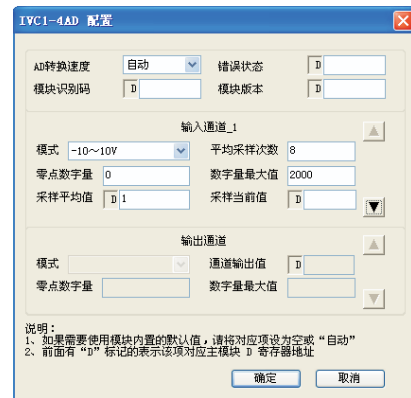 IVC1-4AD 配置
AD转换速度 自动 错误状态 D
模块识别码 D 模块版本 D
输入通道_1
模式 -10～10V 平均采样次数 8
零点数字量 0 数字量最大值 2000
采样平均值 D 1 采样当前值 D
输出通道
模式 通道输出值 D
零点数字量 数字量最大值
说明：
1、如果需要使用模块内置的默认值，请将对应项设为空或“自动”
2、前面有“D”标记的表示该项对应主模块 D 寄存器地址
确定 取消